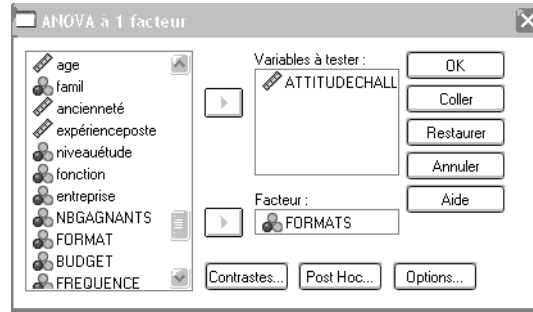 ANOVA à 1 facteur
age
famil
ancienneté
expérienceposte
niveauétude
fonction
entreprise
NBGAGNANTS
FORMAT
BUDGET
FREQUENCE
Variables à tester :
ATTITUDECHALL
Facteur :
FORMATS
OK
Coller
Restaurer
Annuler
Aide
Contrastes...
Post Hoc...
Options...